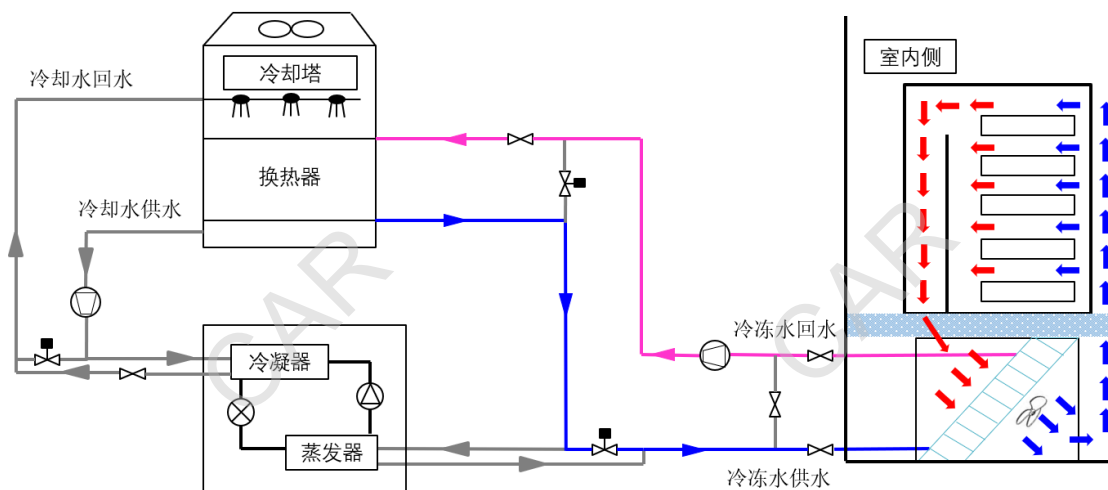 室内侧
冷却水回水
冷却塔
换热器
冷却水供水
CAR
CAR
冷冻水回水
冷凝器
蒸发器
冷冻水供水